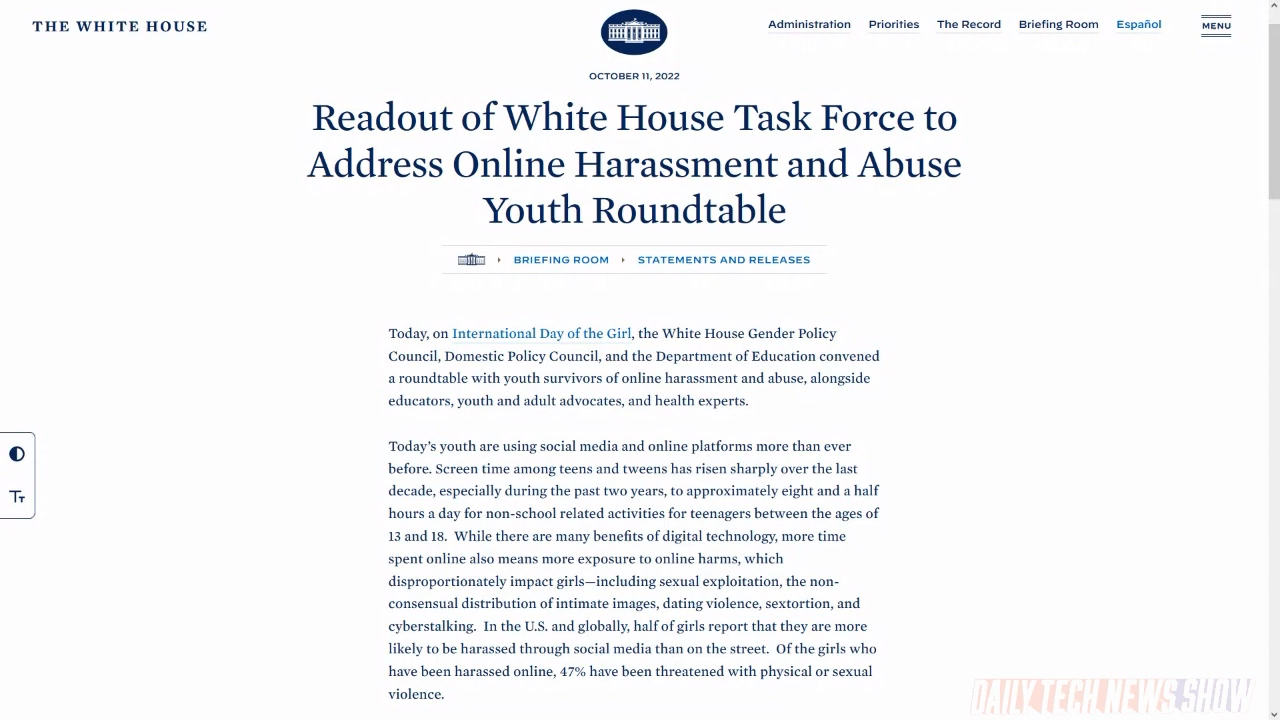 THE WHITE HOUSE
Administration Priorities The Record Briefing Room Español MENU
OCTOBER 11, 2022
Readout of White House Task Force to
Address Online Harassment and Abuse
Youth Roundtable
BRIEFING ROOM STATEMENTS AND RELEASES
Today, on International Day of the Girl, the White House Gender Policy
Council, Domestic Policy Council, and the Department of Education convened
a roundtable with youth survivors of online harassment and abuse, alongside
educators, youth and adult advocates, and health experts.
Today’s youth are using social media and online platforms more than ever
before. Screen time among teens and tweens has risen sharply over the last
decade, especially during the past two years, to approximately eight and a half
hours a day for non-school related activities for teenagers between the ages of
13 and 18.  While there are many benefits of digital technology, more time
spent online also means more exposure to online harms, which
disproportionately impact girls—including sexual exploitation, the non-
consensual distribution of intimate images, dating violence, sextortion, and
cyberstalking.  In the U.S. and globally, half of girls report that they are more
likely to be harassed through social media than on the street.  Of the girls who
have been harassed online, 47% have been threatened with physical or sexual
violence.
Tт
DAILY TECH NEWS SHOW